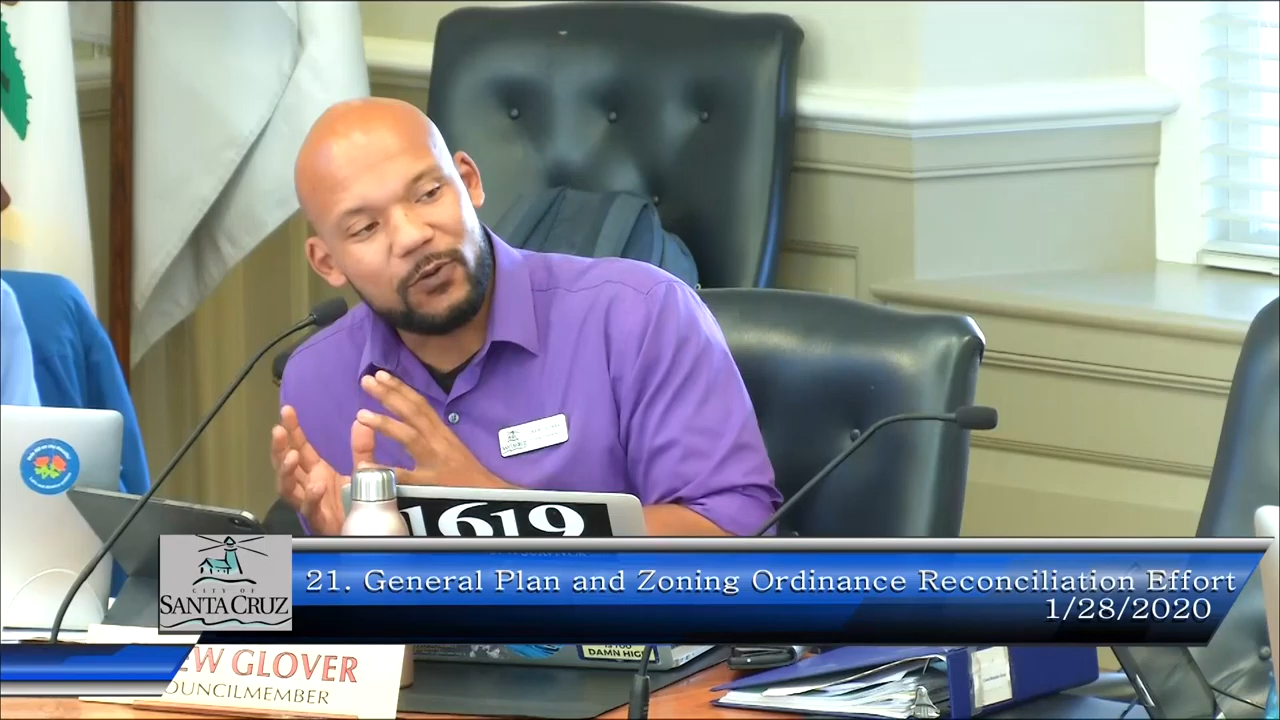 1619
21. General Plan and Zoning Ordinance Reconciliation Effort
1/28/2020
CITY OF
SANTA CRUZ
EW GLOVER
OUNCILMEMBER
DAMN HIG